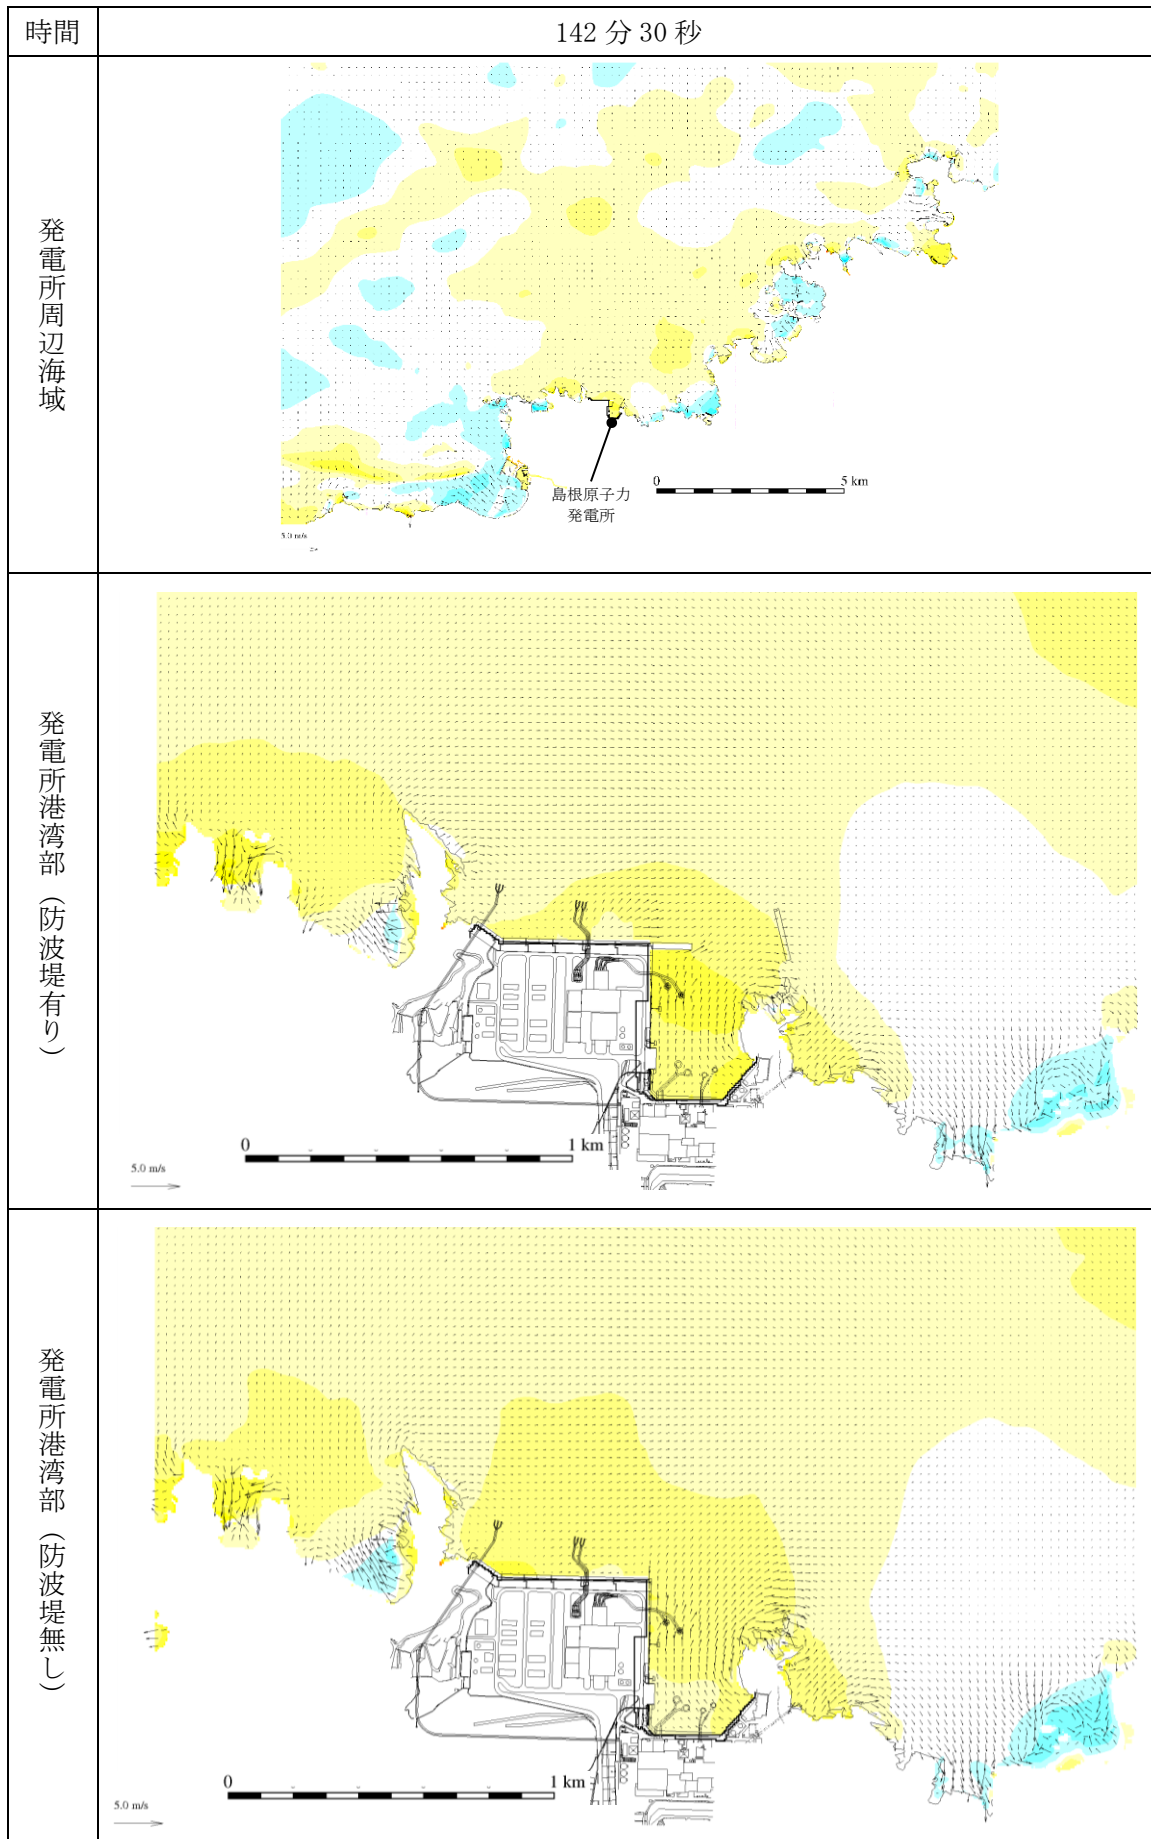 時間
142 分 30 秒
発電所周辺海域
島根原子力
発電所
0
5 km
5.0 m/s
発電所港湾部（防波堤有り）
0
1 km
5.0 m/s
発電所港湾部（防波堤無し）
0
1 km
5.0 m/s